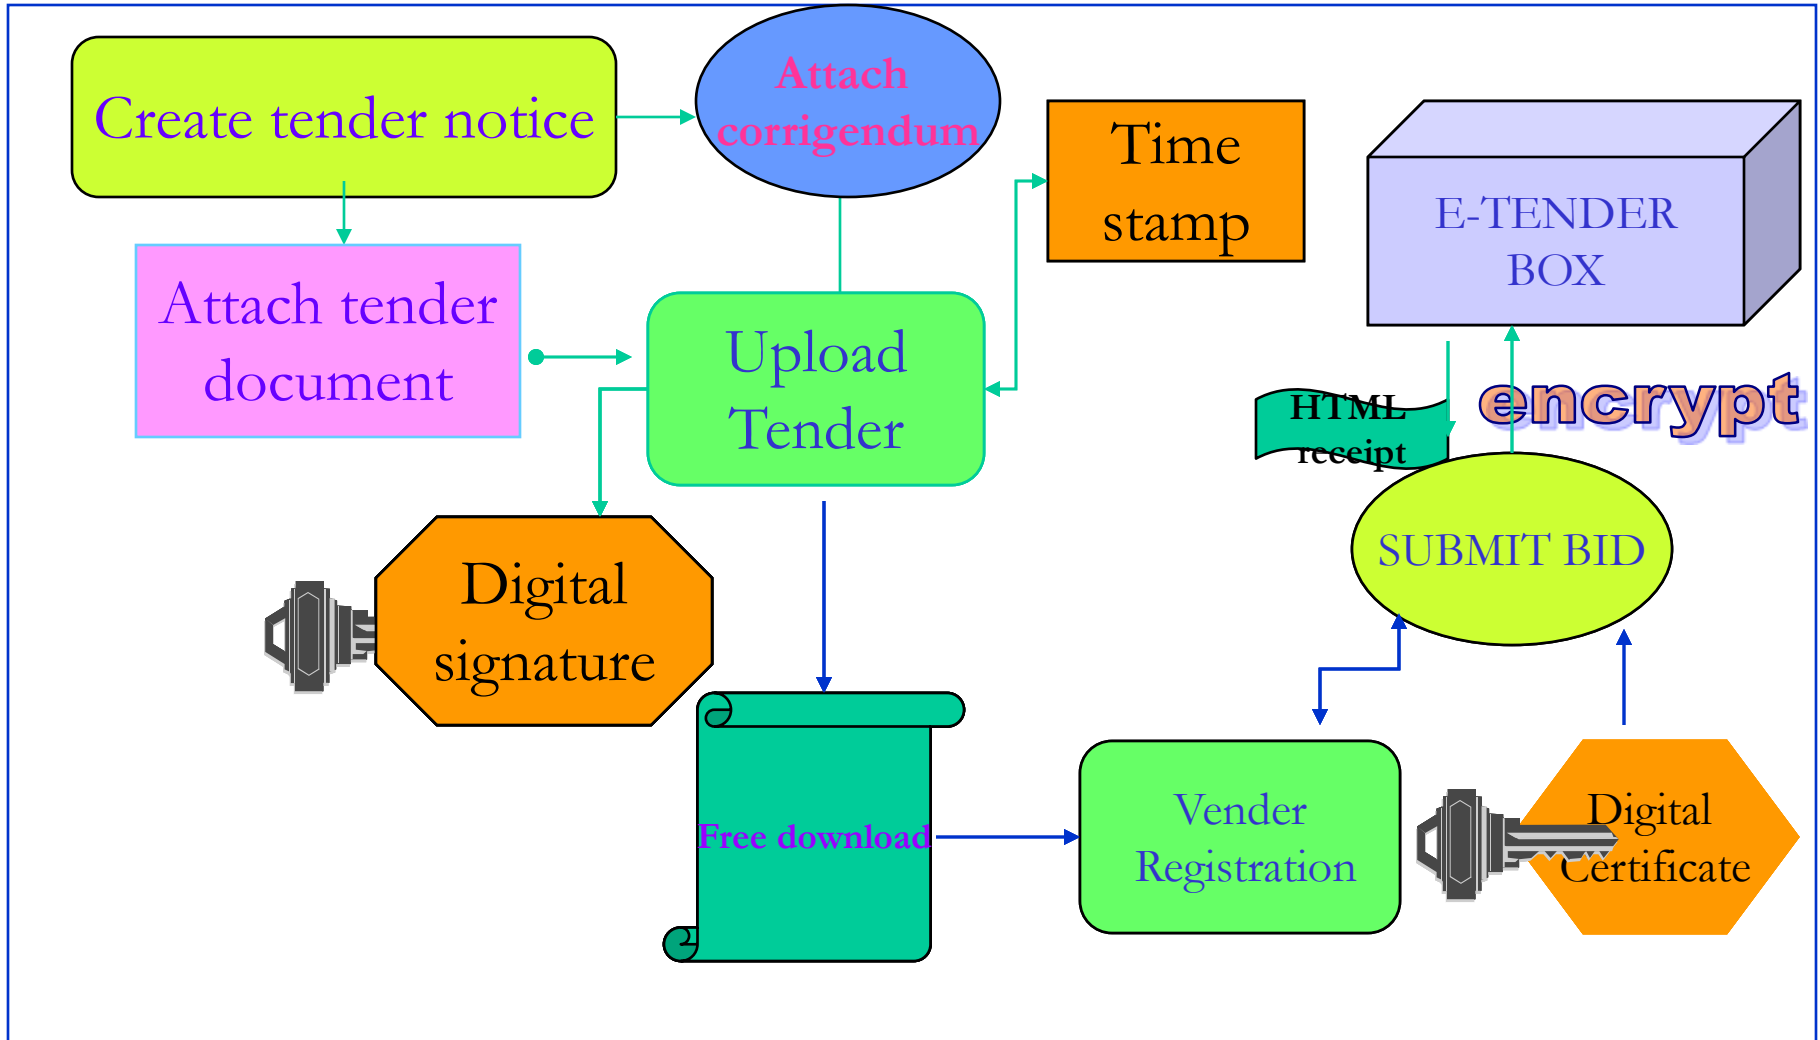 Create tender notice
Attach
corrigendum
Time
stamp
E-TENDER
BOX
Attach tender
document
Upload
Tender
HTML
receipt
encrypt
SUBMIT BID
Digital
signature
Free download
Vender
Registration
Digital
Certificate